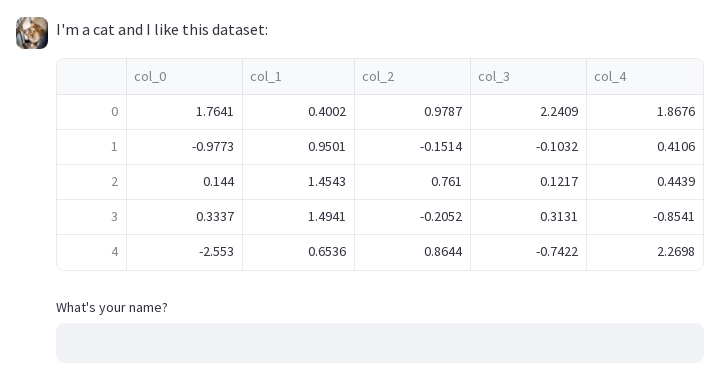 I'm a cat and I like this dataset:
col_0 col_1 col_2 col_3 col_4
0 1.7641 0.4002 0.9787 2.2409 1.8676
1 -0.9773 0.9501 -0.1514 -0.1032 0.4106
2 0.144 1.4543 0.761 0.1217 0.4439
3 0.3337 1.4941 -0.2052 0.3131 -0.8541
4 -2.553 0.6536 0.8644 -0.7422 2.2698
What's your name?